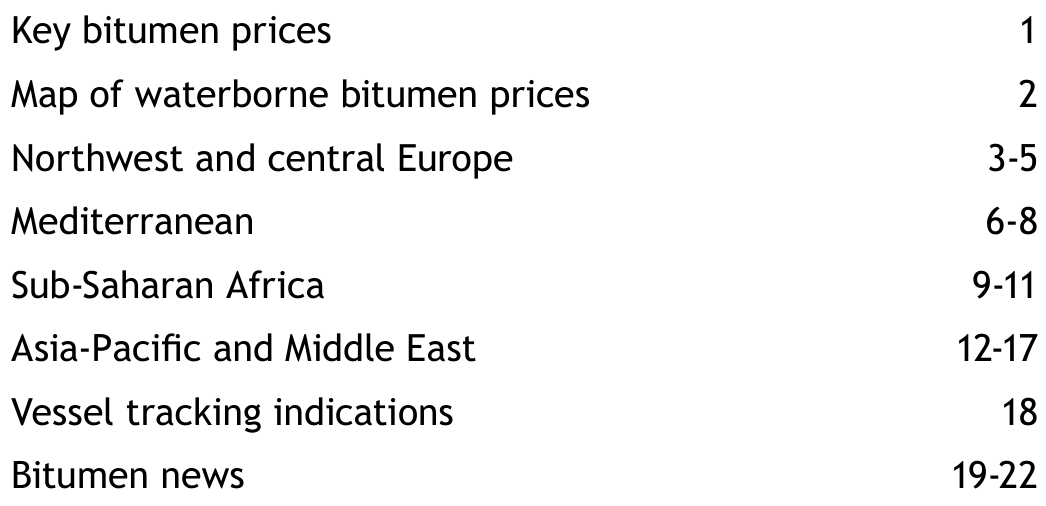 Key bitumen prices 1
Map of waterborne bitumen prices 2
Northwest and central Europe 3-5
Mediterranean 6-8
Sub-Saharan Africa 9-11
Asia-Pacific and Middle East 12-17
Vessel tracking indications 18
Bitumen news 19-22